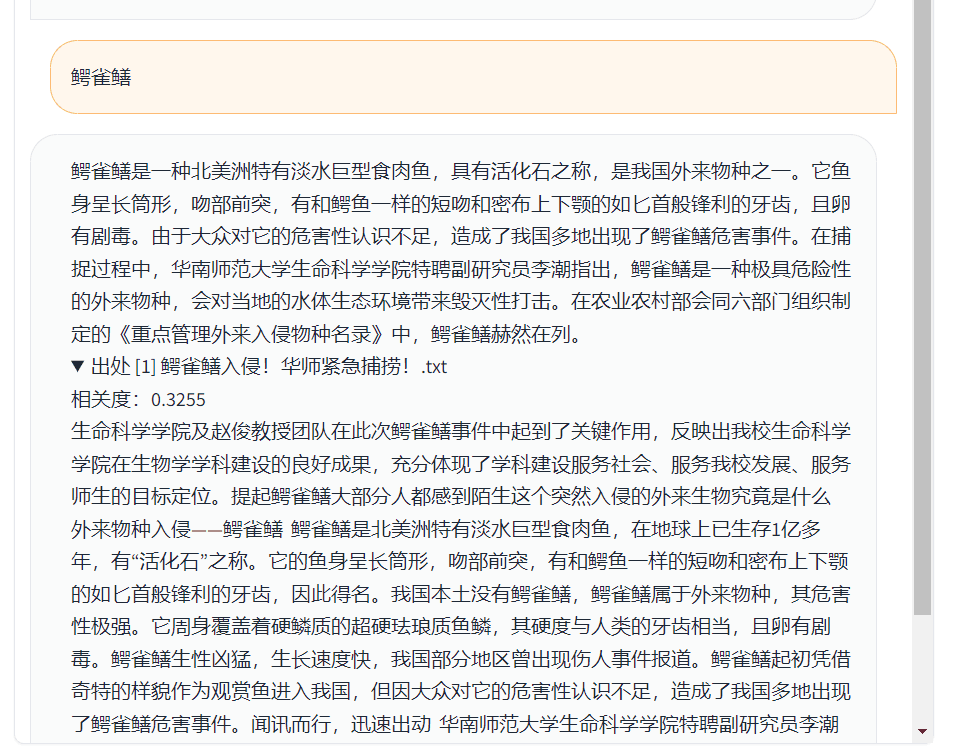 鳄雀鳝
鳄雀鳝是一种北美洲特有淡水巨型食肉鱼，具有活化石之称，是我国外来物种之一。它鱼
身呈长筒形，吻部前突，有和鳄鱼一样的短吻和密布上下颚的如匕首般锋利的牙齿，且卵
有剧毒。由于大众对它的危害性认识不足，造成了我国多地出现了鳄雀鳝危害事件。在捕
捉过程中，华南师范大学生命科学学院特聘副研究员李潮指出，鳄雀鳝是一种极具危险性
的外来物种，会对当地的水体生态环境带来毁灭性打击。在农业农村部会同六部门组织制
定的《重点管理外来入侵物种名录》中，鳄雀鳝赫然在列。
▼ 出处 [1] 鳄雀鳝入侵！华师紧急捕捞！.txt
相关度：0.3255
生命科学学院及赵俊教授团队在此次鳄雀鳝事件中起到了关键作用，反映出我校生命科学
学院在生物学学科建设的良好成果，充分体现了学科建设服务社会、服务我校发展、服务
师生的目标定位。提起鳄雀鳝大部分人都感到陌生这个突然入侵的外来生物究竟是什么
外来物种入侵——鳄雀鳝 鳄雀鳝是北美洲特有淡水巨型食肉鱼，在地球上已生存1亿多
年，有“活化石”之称。它的鱼身呈长筒形，吻部前突，有和鳄鱼一样的短吻和密布上下颚
的如匕首般锋利的牙齿，因此得名。我国本土没有鳄雀鳝，鳄雀鳝属于外来物种，其危害
性极强。它周身覆盖着硬鳞质的超硬珐琅质鱼鳞，其硬度与人类的牙齿相当，且卵有剧
毒。鳄雀鳝生性凶猛，生长速度快，我国部分地区曾出现伤人事件报道。鳄雀鳝起初凭借
奇特的样貌作为观赏鱼进入我国，但因大众对它的危害性认识不足，造成了我国多地出现
了鳄雀鳝危害事件。闻讯而行，迅速出动 华南师范大学生命科学学院特聘副研究员李潮